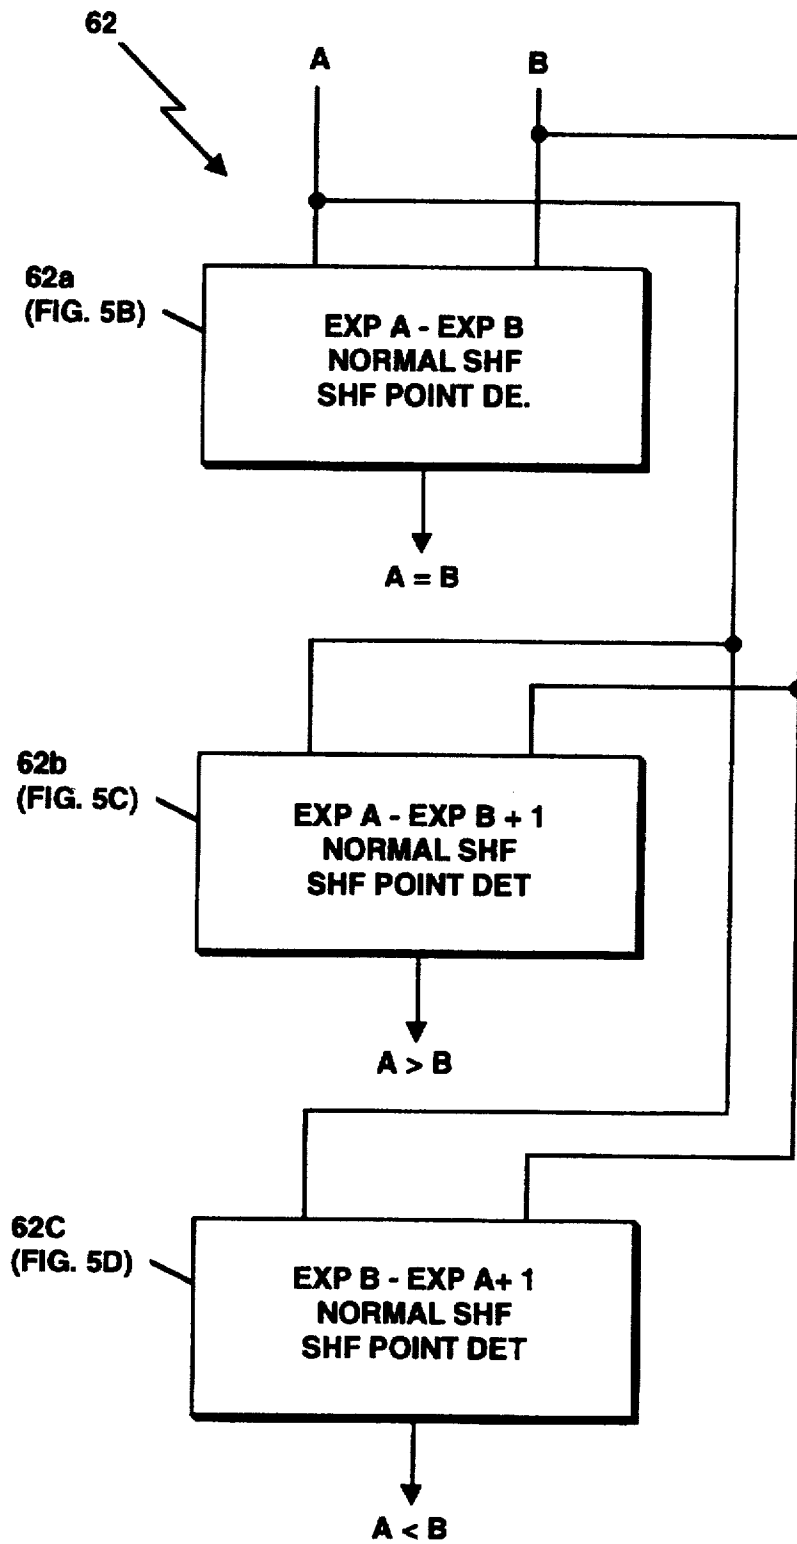 62
A
B
62a
(FIG. 5B)
EXP A - EXP B
NORMAL SHF
SHF POINT DE.
A = B
62b
(FIG. 5C)
EXP A - EXP B + 1
NORMAL SHF
SHF POINT DET
A > B
62C
(FIG. 5D)
EXP B - EXP A+ 1
NORMAL SHF
SHF POINT DET
A < B